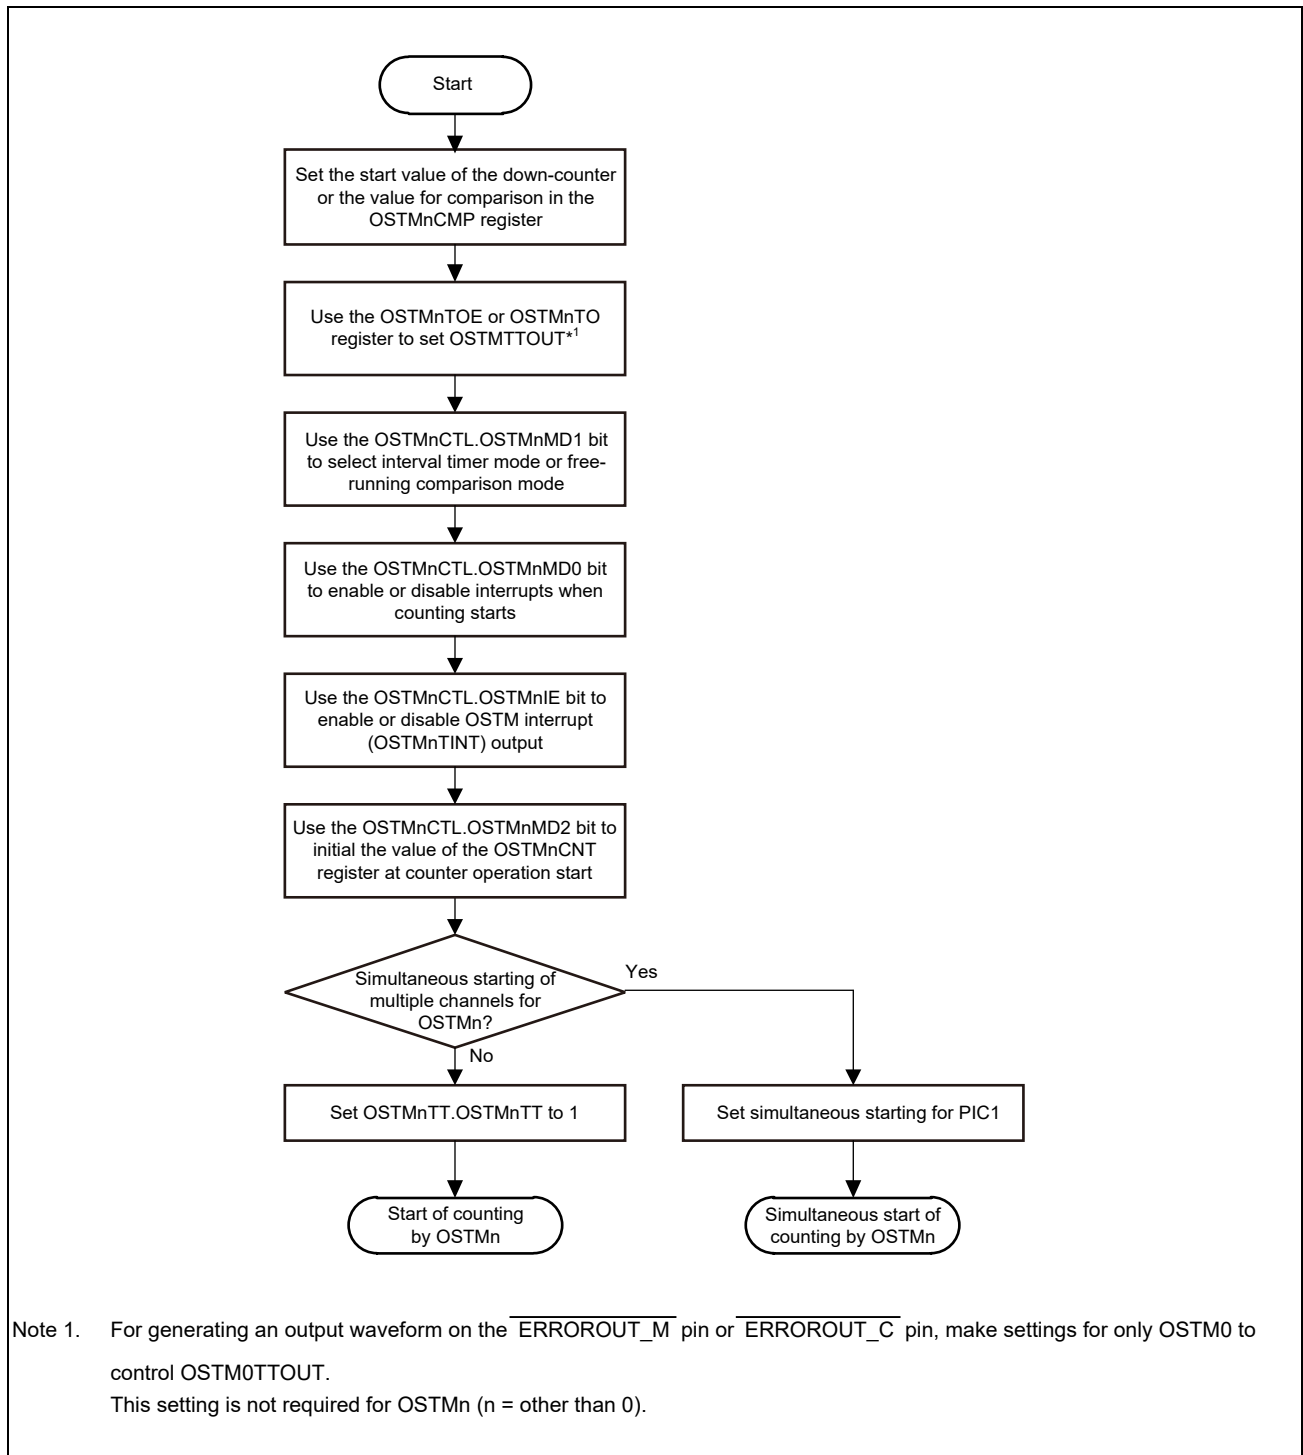 Start
Set the start value of the down-counter
or the value for comparison in the
OSTMnCMP register
Use the OSTMnTOE or OSTMnTO
register to set OSTMTTOUT*1
Use the OSTMnCTL.OSTMnMD1 bit
to select interval timer mode or free-
running comparison mode
Use the OSTMnCTL.OSTMnMD0 bit
to enable or disable interrupts when
counting starts
Use the OSTMnCTL.OSTMnIE bit to
enable or disable OSTM interrupt
(OSTMnTINT) output
Use the OSTMnCTL.OSTMnMD2 bit to
initial the value of the OSTMnCNT
register at counter operation start
Simultaneous starting of
multiple channels for
OSTMn?
Yes
No
Set OSTMnTT.OSTMnTT to 1
Set simultaneous starting for PIC1
Start of counting
by OSTMn
Simultaneous start of
counting by OSTMn
Note 1. For generating an output waveform on the ERROROUT_M pin or ERROROUT_C pin, make settings for only OSTM0 to
control OSTM0TTOUT.
This setting is not required for OSTMn (n = other than 0).